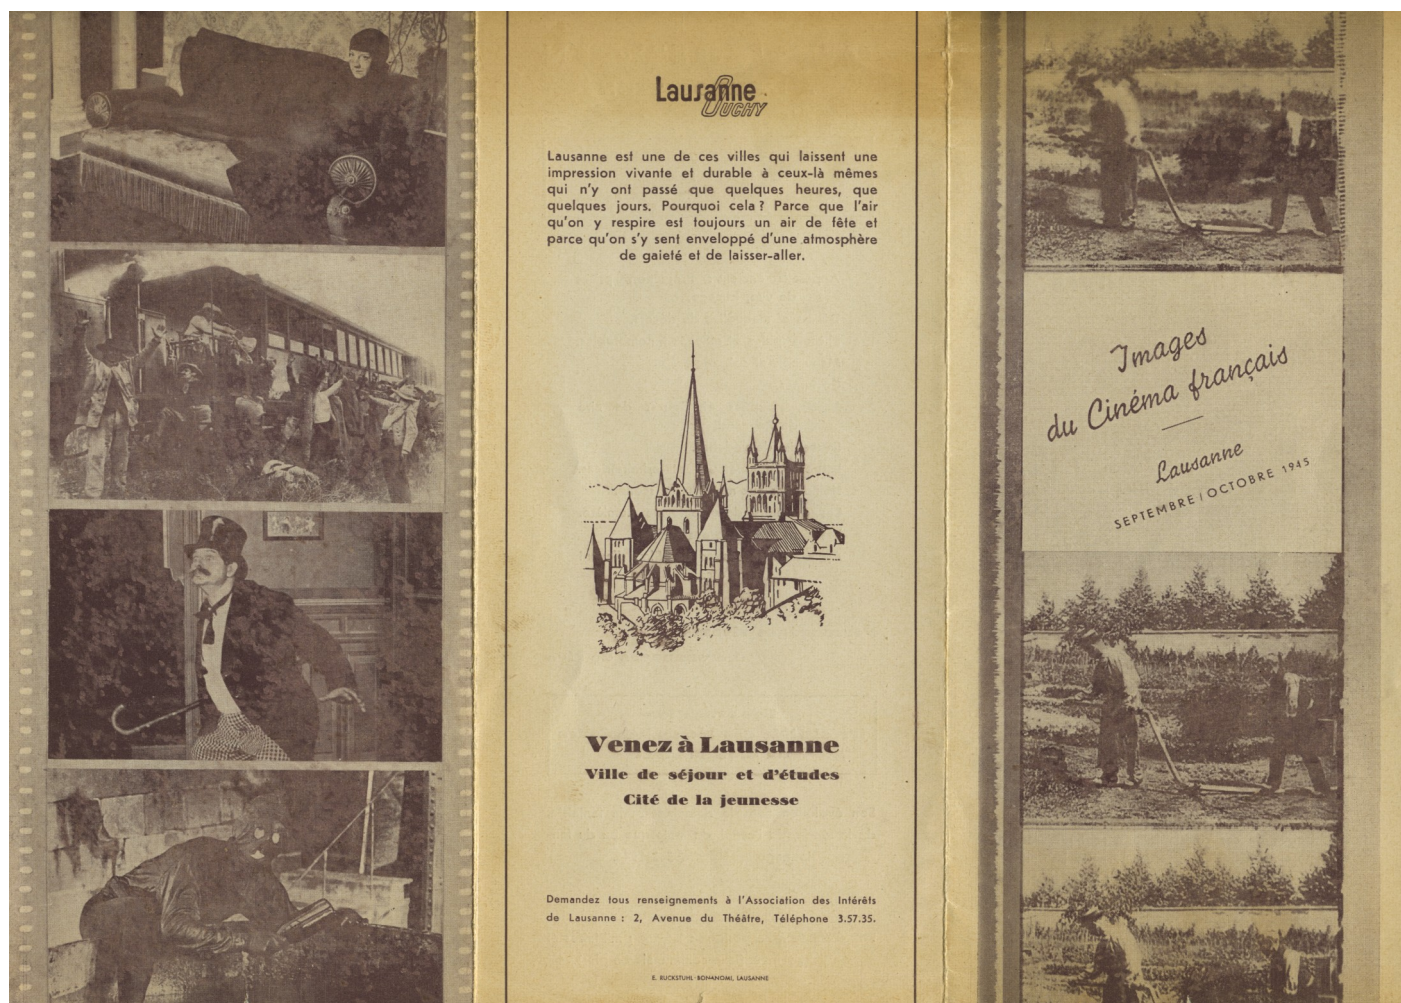 Lausanne
OUCHY
Lausanne est une de ces villes qui laissent une
impression vivante et durable à ceux-là mêmes
qui n'y ont passé que quelques heures, que
quelques jours. Pourquoi cela ? Parce que l'air
qu'on y respire est toujours un air de fête et
parce qu'on s'y sent enveloppé d'une atmosphère
de gaieté et de laisser-aller.
Venez à Lausanne
Ville de séjour et d'études
Cité de la jeunesse
Demandez tous renseignements à l'Association des Intérêts
de Lausanne : 2, Avenue du Théâtre, Téléphone 3.57.35.
E. RUCKSTUHL-BONANOMI, LAUSANNE
Images
du Cinéma français
Lausanne
SEPTEMBRE / OCTOBRE 1945